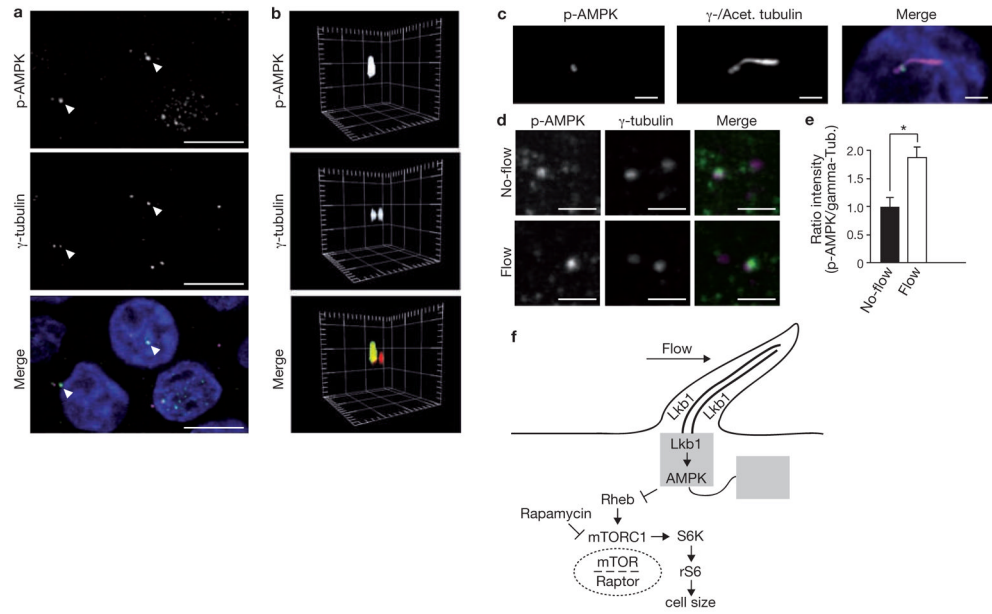 a
p-AMPK
γ-tubulin
Merge
b
p-AMPK
γ-tubulin
Merge
c
p-AMPK
γ-/Acet. tubulin
Merge
d
p-AMPK
γ-tubulin
Merge
No-flow
Flow
e
*
Ratio intensity
(p-AMPK/gamma-Tub.)
2.0
1.5
1.0
0.5
0
No-flow
Flow
f
Flow
Lkb1
Lkb1
Lkb1
AMPK
Rheb
Rapamycin
mTORC1
S6K
mTOR
Raptor
rS6
cell size